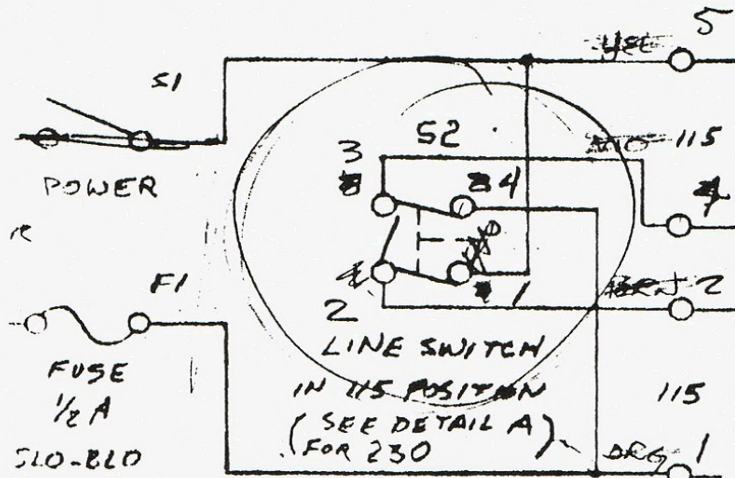 5
S1
S2
115
3
4
POWER
1
F1
2
2
LINE SWITCH
FUSE
IN 115 POSITION
115
1/2 A
(SEE DETAIL A)
FOR 230
SLO-BLO
ORG
1